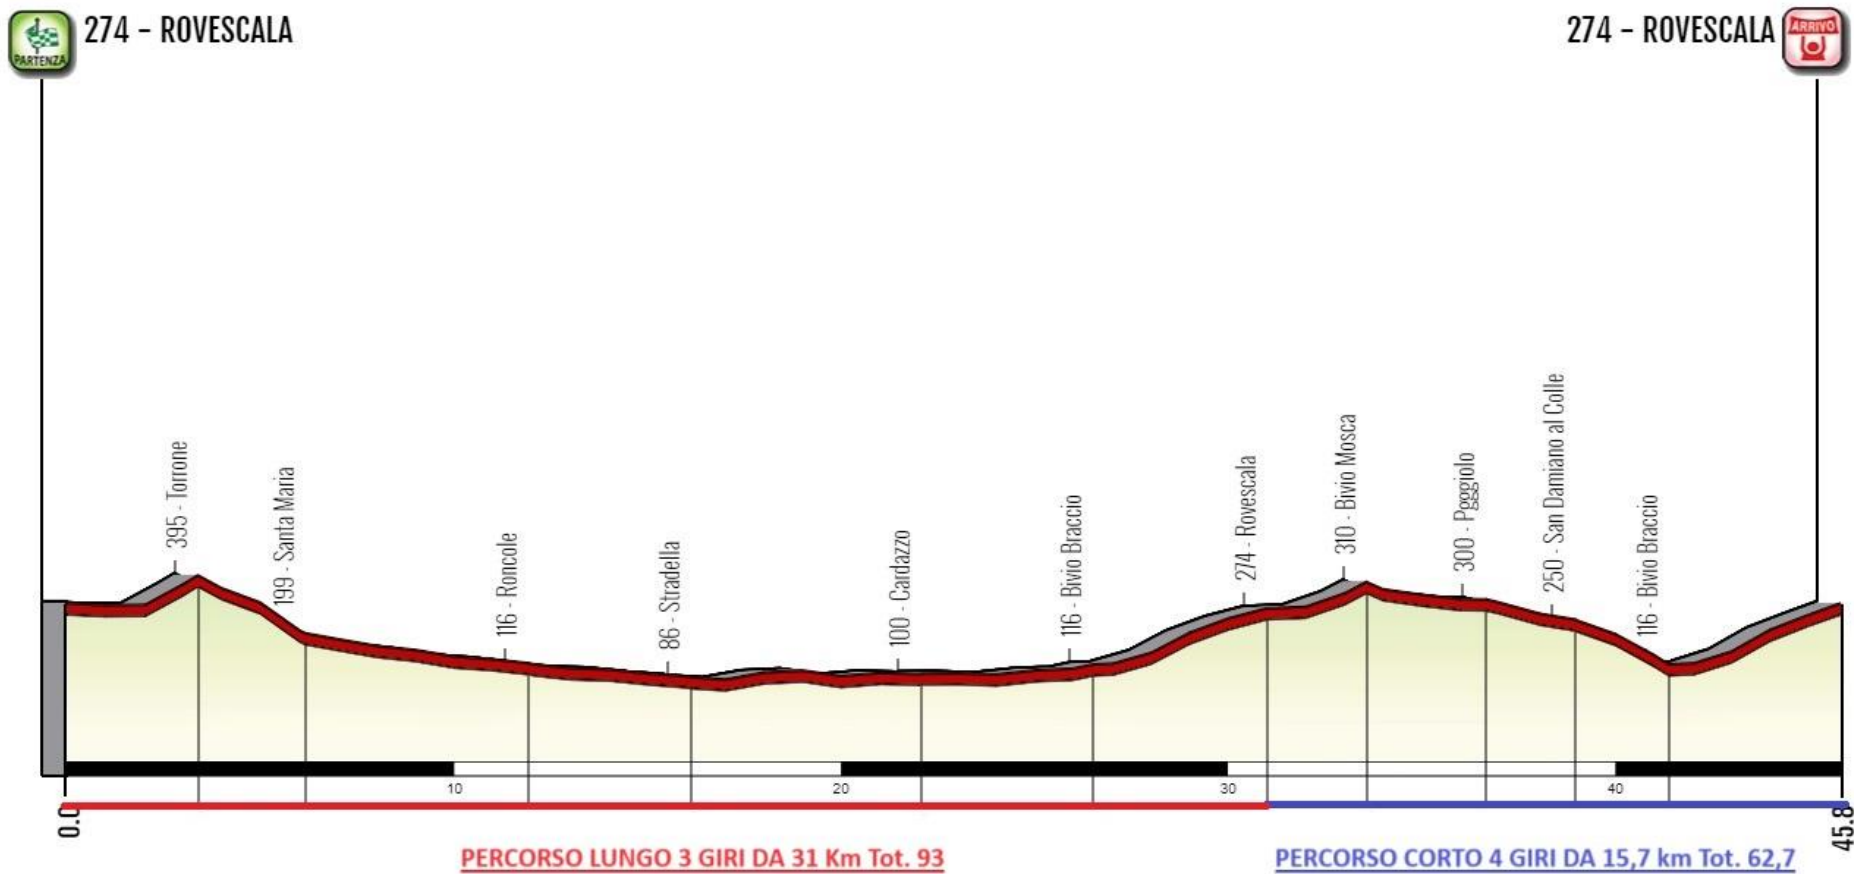 274 - ROVESCALA
274 - ROVESCALA
PARTENZA
ARRIVO
395 - Torrone
199 - Santa Maria
116 - Roncole
86 - Stradella
100 - Cardazzo
116 - Bivio Braccio
274 - Rovescala
310 - Bivio Mosca
300 - Pgggiolo
250 - San Damiano al Colle
116 - Bivio Braccio
10
20
30
40
0.0
45.8
PERCORSO LUNGO 3 GIRI DA 31 Km Tot. 93
PERCORSO CORTO 4 GIRI DA 15,7 km Tot. 62,7